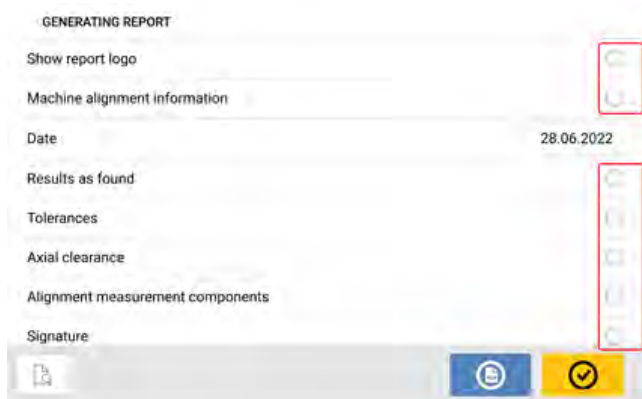 GENERATING REPORT
Show report logo
Machine alignment information
Date 28.06.2022
Results as found
Tolerances
Axial clearance
Alignment measurement components
Signature